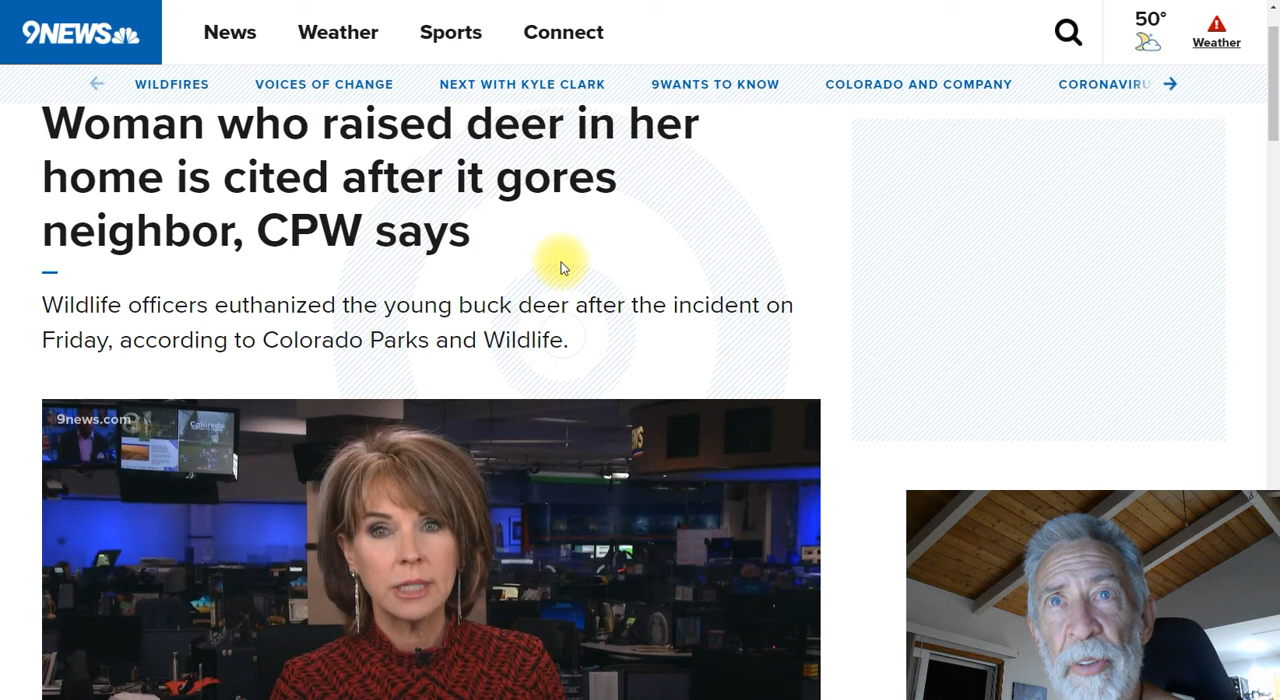 9NEWS
News Weather Sports Connect
50°
Weather
WILDFIRES VOICES OF CHANGE NEXT WITH KYLE CLARK 9WANTS TO KNOW COLORADO AND COMPANY CORONAVIRU
Woman who raised deer in her
home is cited after it gores
neighbor, CPW says
Wildlife officers euthanized the young buck deer after the incident on
Friday, according to Colorado Parks and Wildlife.
9news.com
Colorado